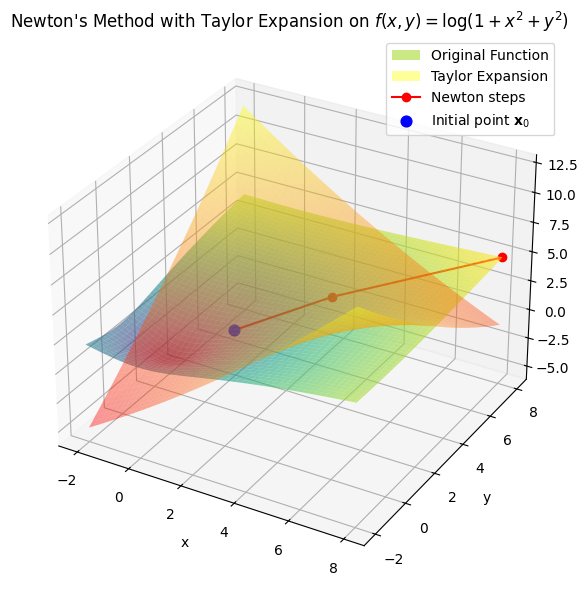 Newton's Method with Taylor Expansion on f(x, y) = log(1 + x² + y²)
Original Function
Taylor Expansion
Newton steps
Initial point x₀
12.5
10.0
7.5
5.0
2.5
0.0
−2.5
−5.0
8
6
4
2
0
−2
y
−2
0
2
4
6
8
x